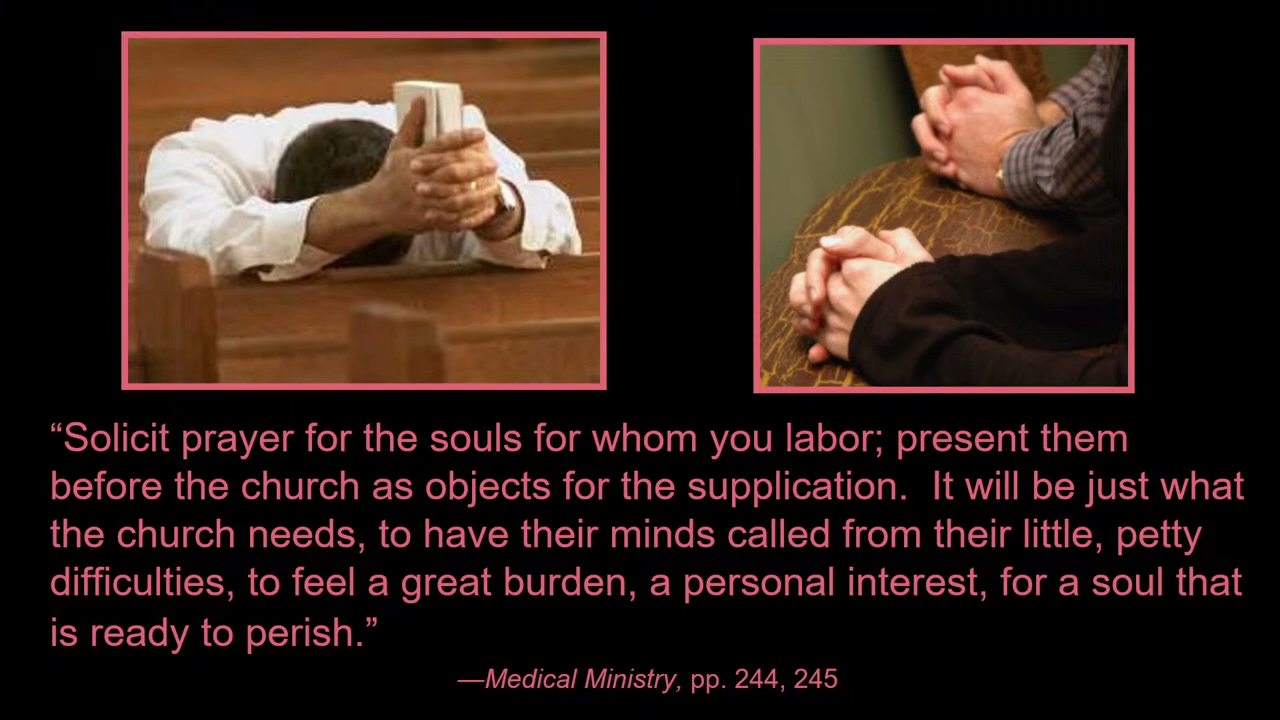 “Solicit prayer for the souls for whom you labor; present them
before the church as objects for the supplication.  It will be just what
the church needs, to have their minds called from their little, petty
difficulties, to feel a great burden, a personal interest, for a soul that
is ready to perish.”
—Medical Ministry, pp. 244, 245